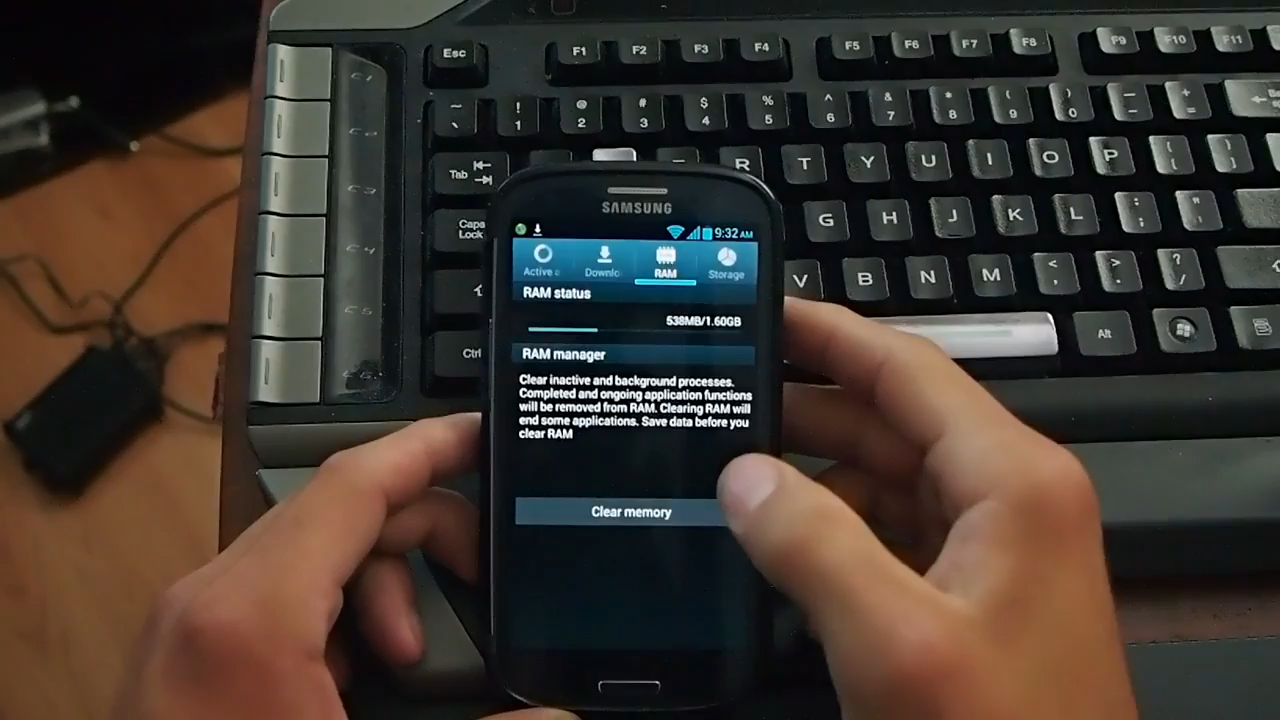 Esc F1 F2 F3 F4 F5 F6 F7 F8 F9 F10 F11
~ ` ! 1 @ 2 # 3 $ 4 % 5 ^ 6 & 7 * 8 ( 9 ) 0 _ - + =
Tab R T Y U I O P { [ } ]
Caps Lock G H J K L : ; " '
V B N M < , > . ? /
Ctrl Alt
SAMSUNG
9:32 AM
Active Downlo RAM Storage
RAM status
538MB/1.60GB
RAM manager
Clear inactive and background processes.
Completed and ongoing application functions
will be removed from RAM. Clearing RAM will
end some applications. Save data before you
clear RAM
Clear memory